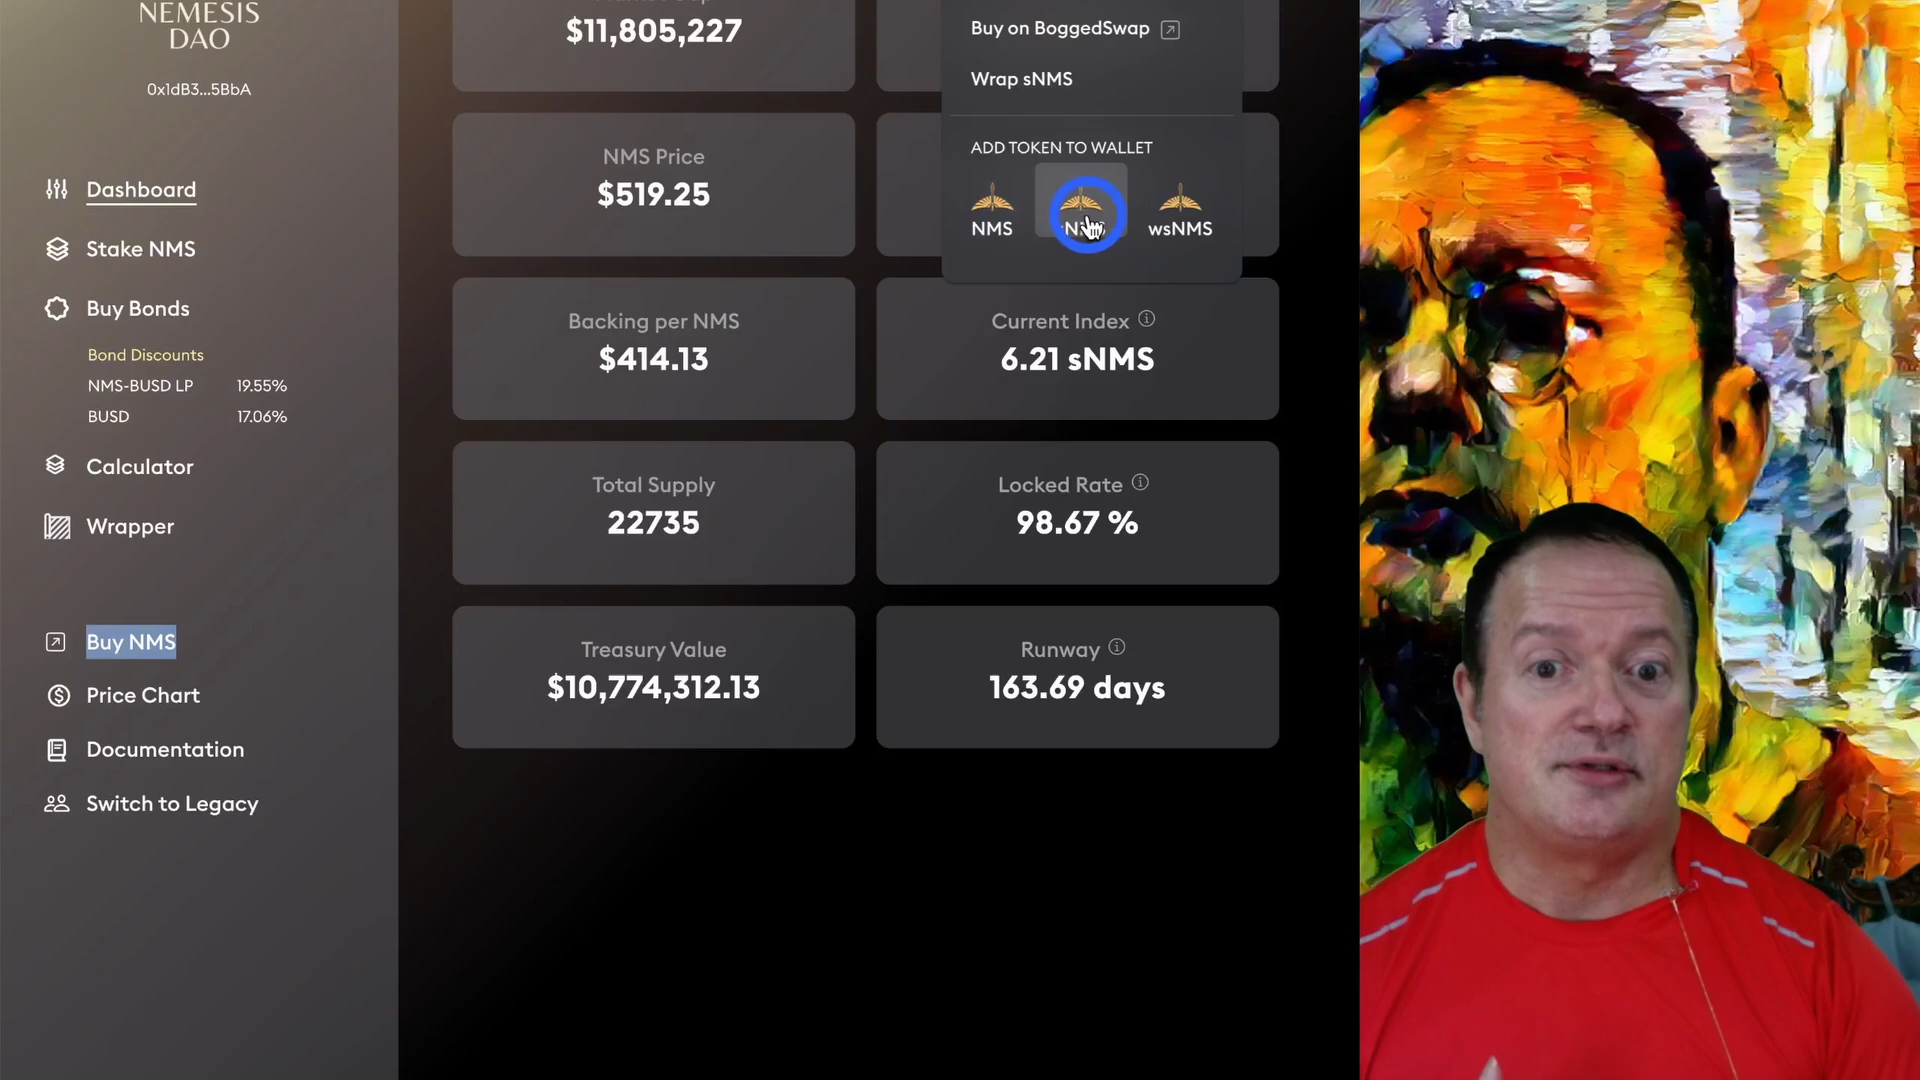 NEMESIS
DAO
0x1dB3...5BbA
Dashboard
Stake NMS
Buy Bonds
Bond Discounts
NMS-BUSD LP 19.55%
BUSD 17.06%
Calculator
Wrapper
Buy NMS
Price Chart
Documentation
Switch to Legacy
$11,805,227
NMS Price
$519.25
Backing per NMS
$414.13
Total Supply
22735
Treasury Value
$10,774,312.13
Buy on BoggedSwap
Wrap sNMS
ADD TOKEN TO WALLET
NMS
wsNMS
Current Index
6.21 sNMS
Locked Rate
98.67 %
Runway
163.69 days